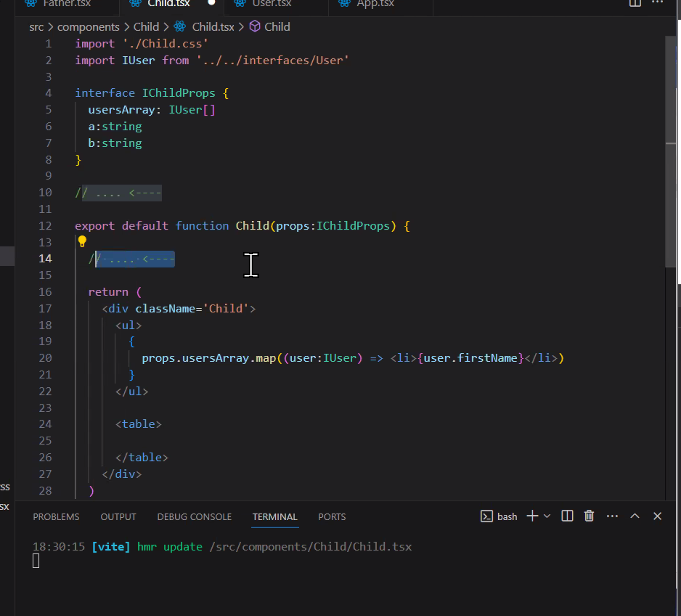 Father.tsx Child.tsx User.tsx App.tsx
src > components > Child > Child.tsx > Child
1 import './Child.css'
2 import IUser from '../../interfaces/User'
3
4 interface IChildProps {
5 usersArray: IUser[]
6 a:string
7 b:string
8 }
9
10 // .... <----
11
12 export default function Child(props:IChildProps) {
13
14 // .... <----
15
16 return (
17 <div className='Child'>
18 <ul>
19 {
20 props.usersArray.map((user:IUser) => <li>{user.firstName}</li>)
21 }
22 </ul>
23
24 <table>
25
26 </table>
27 </div>
28 )
ss
sx
PROBLEMS OUTPUT DEBUG CONSOLE TERMINAL PORTS bash
18:30:15 [vite] hmr update /src/components/Child/Child.tsx